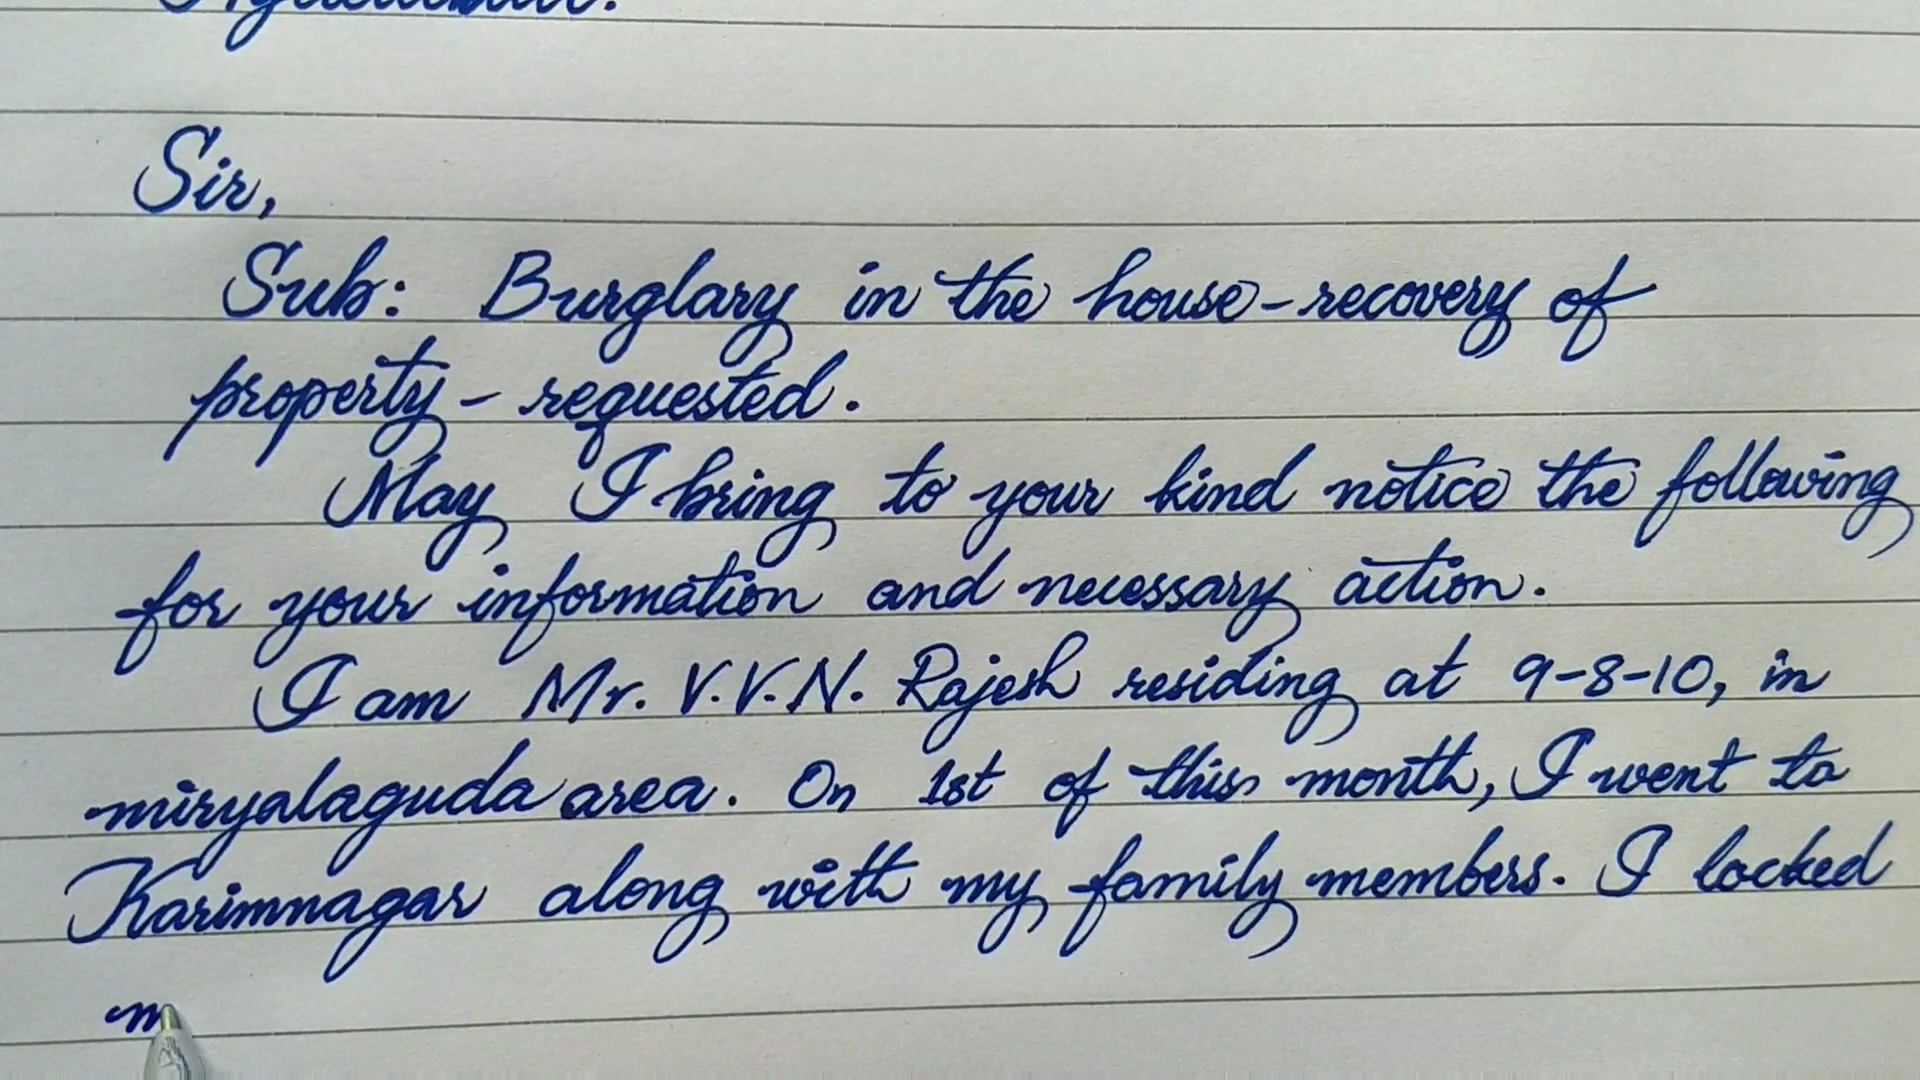 Sir,
Sub: Burglary in the house-recovery of
property - requested.
May I bring to your kind notice the following
for your information and necessary action.
I am Mr. V.V.N. Rajesh residing at 9-8-10, in
miryalaguda area. On 1st of this month, I went to
Karimnagar along with my family members. I locked
m